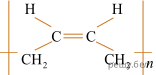 H H
C=C
CH₂ CH₂ n